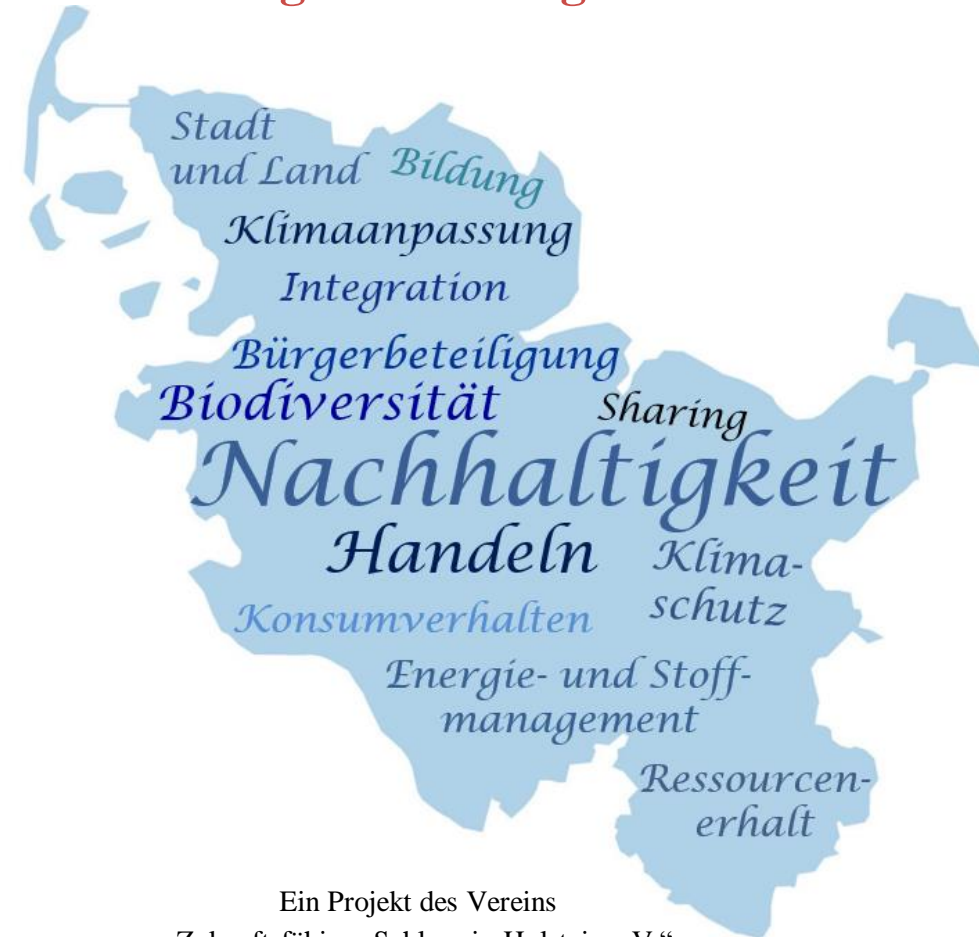 Stadt
und Land
Bildung
Klimaanpassung
Integration
Bürgerbeteiligung
Biodiversität
Sharing
Nachhaltigkeit
Handeln
Klima-
schutz
Konsumverhalten
Energie- und Stoff-
management
Ressourcen-
erhalt
Ein Projekt des Vereins